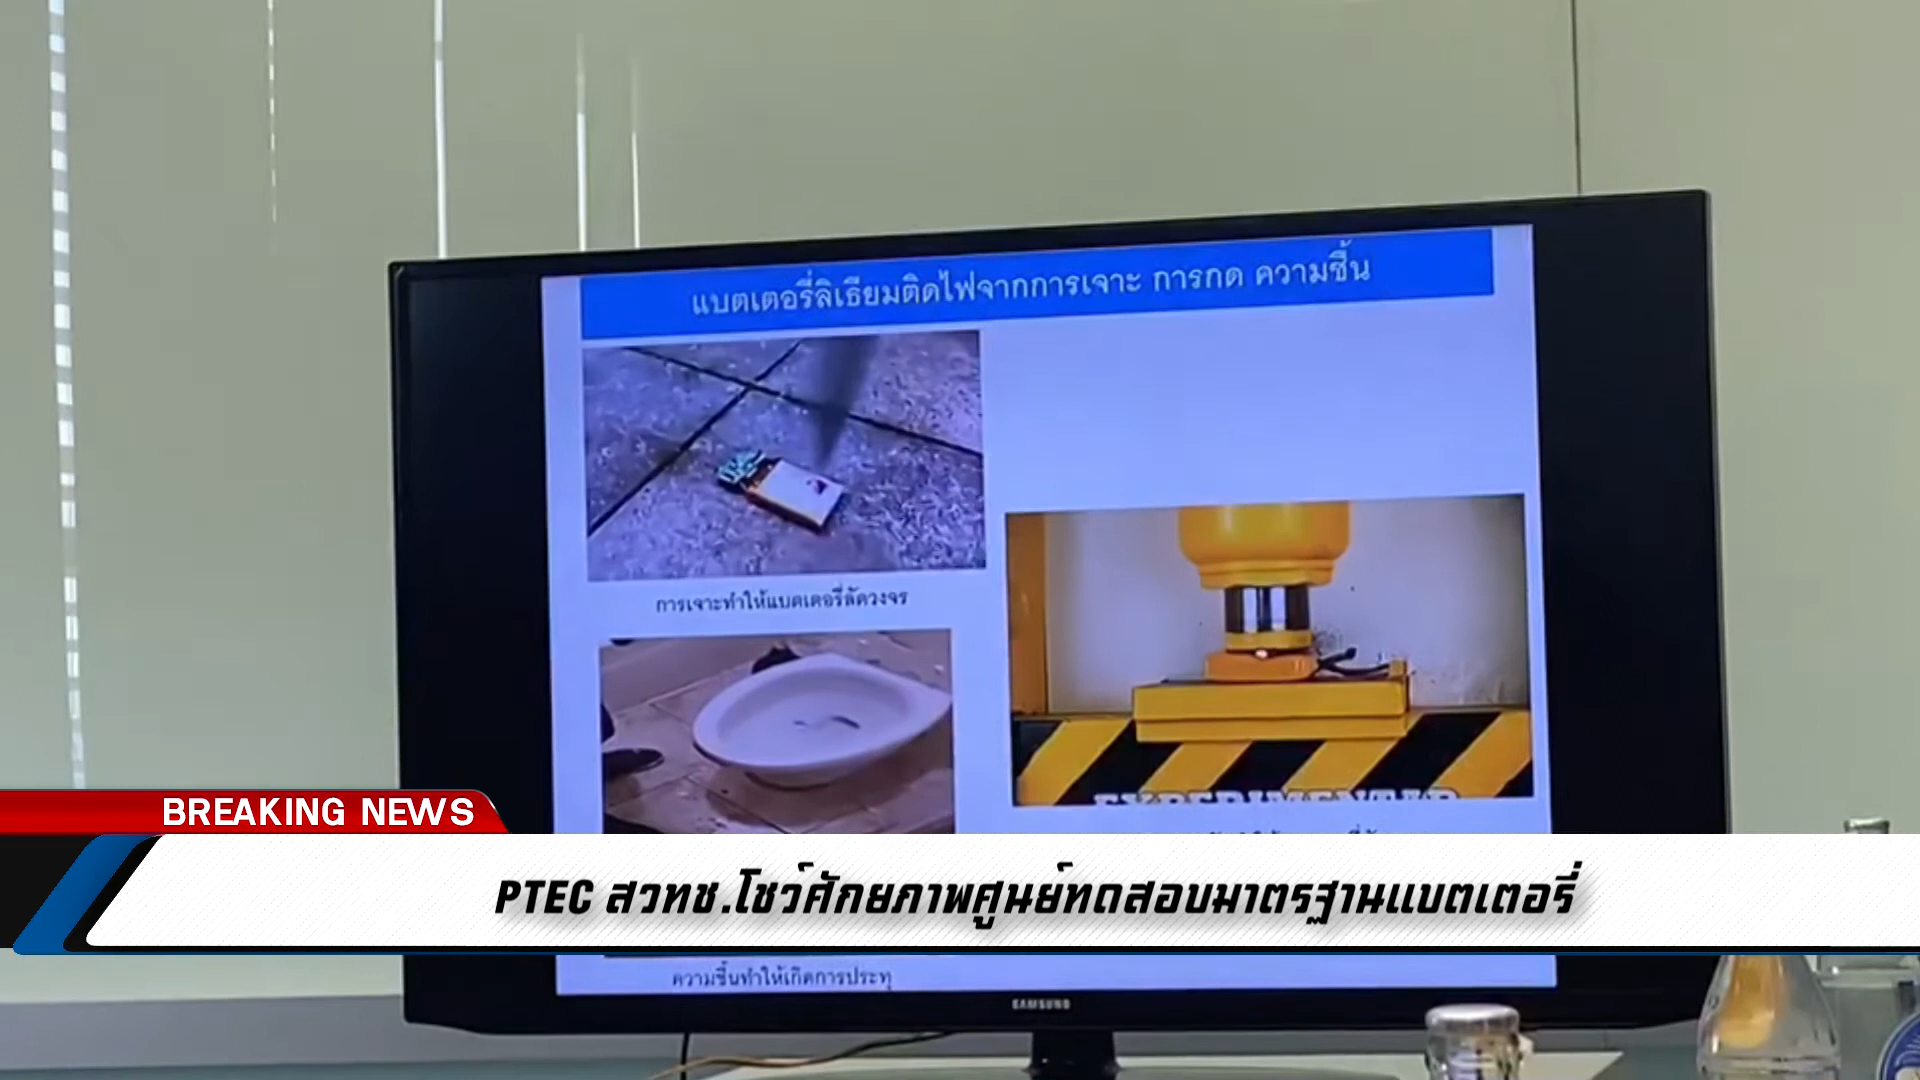 แบตเตอรี่ลิเธียมติดไฟจากการเจาะ การกด ความชื้น
การเจาะทำให้แบตเตอรี่ลัดวงจร
BREAKING NEWS
PTEC สวทช.โชว์ศักยภาพศูนย์ทดสอบมาตรฐานแบตเตอรี่
ความชื้นทำให้เกิดการประทุ
SAMSUNG